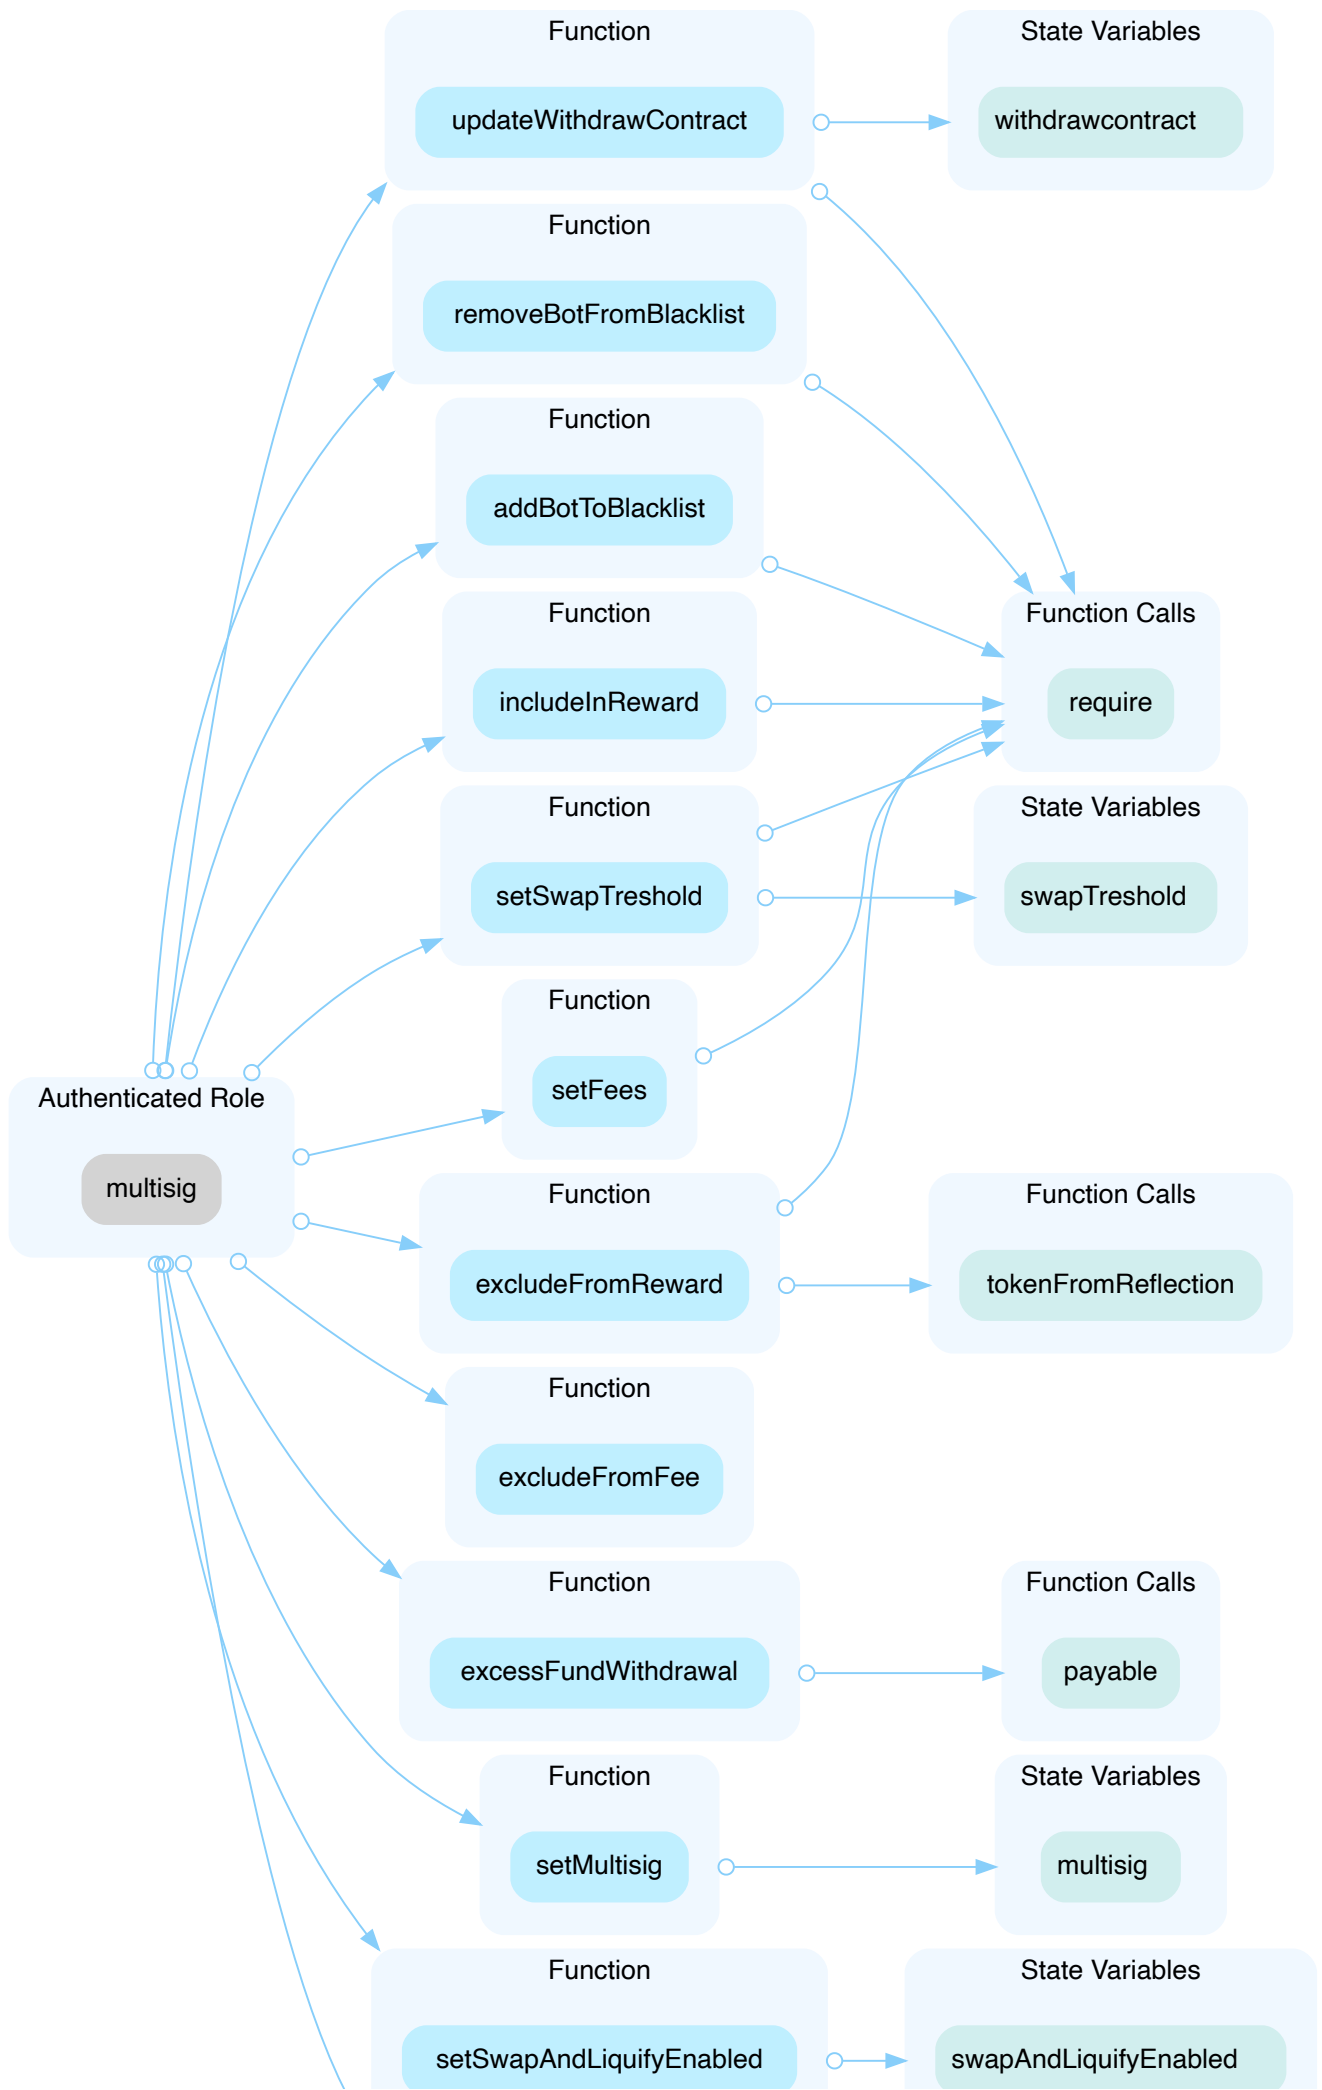 Function
State Variables
updateWithdrawContract
withdrawcontract
Function
removeBotFromBlacklist
Function
addBotToBlacklist
Function
Function Calls
includeInReward
require
Function
State Variables
setSwapTreshold
swapTreshold
Function
setFees
Authenticated Role
multisig
Function
Function Calls
excludeFromReward
tokenFromReflection
Function
excludeFromFee
Function
Function Calls
excessFundWithdrawal
payable
Function
State Variables
setMultisig
multisig
Function
State Variables
setSwapAndLiquifyEnabled
swapAndLiquifyEnabled